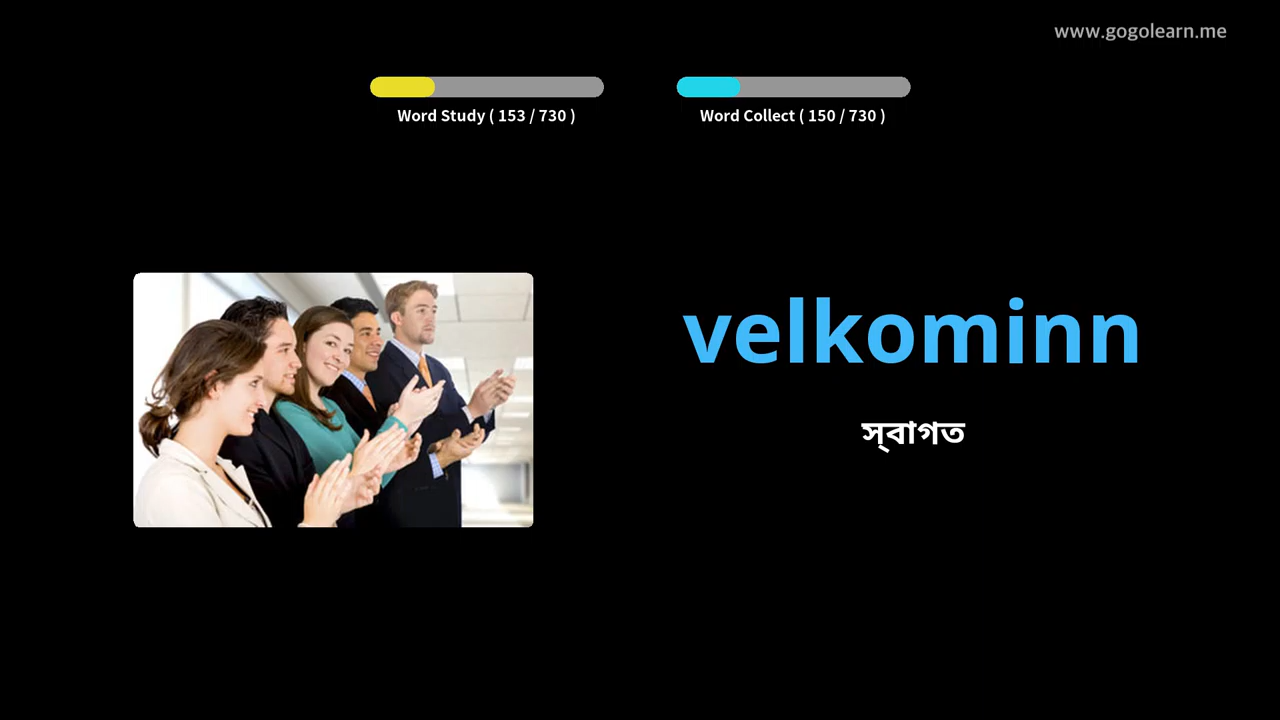 www.gogolearn.me
Word Study ( 153 / 730 )
Word Collect ( 150 / 730 )
velkominn
স্বাগত